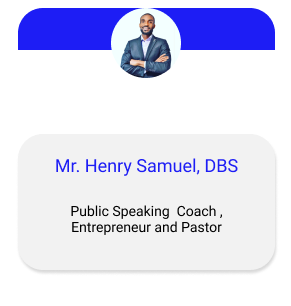 Mr. Henry Samuel, DBS
Public Speaking  Coach ,
Entrepreneur and Pastor